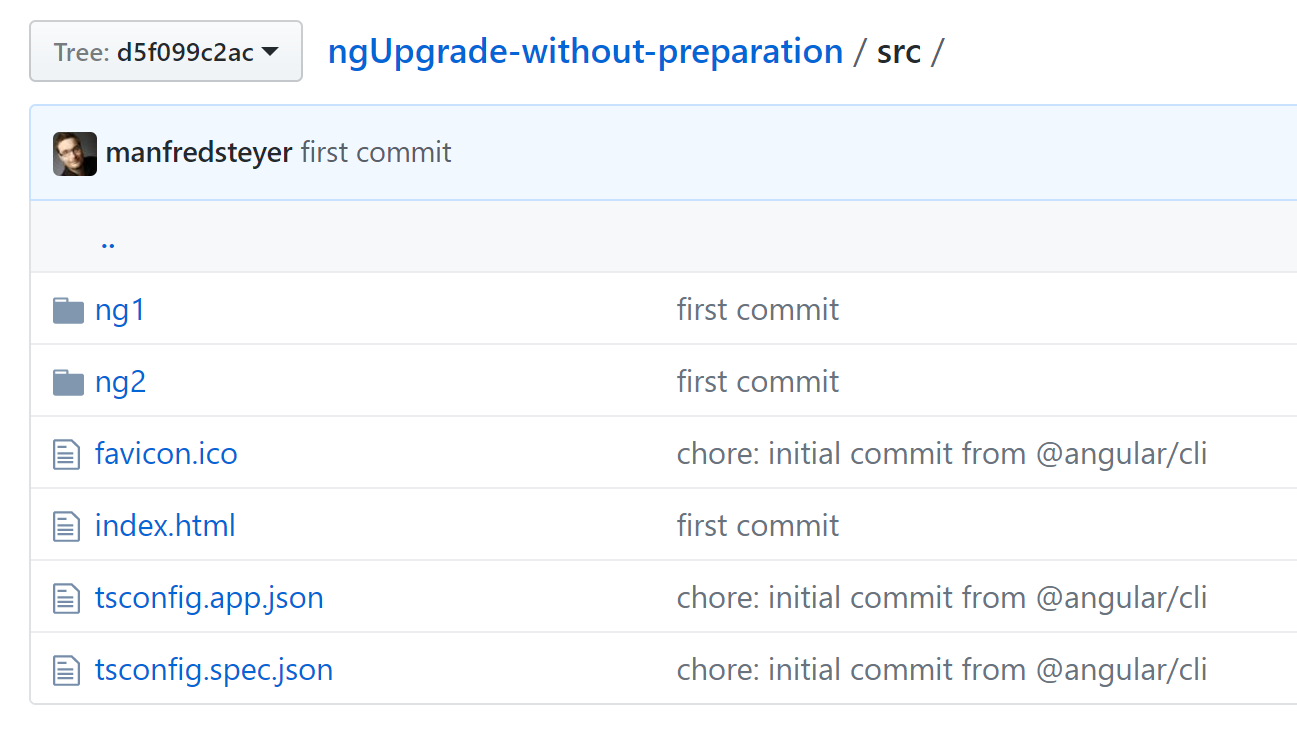 Tree: d5f099c2ac ngUpgrade-without-preparation / src /
manfredsteyer first commit
..
ng1 first commit
ng2 first commit
favicon.ico chore: initial commit from @angular/cli
index.html first commit
tsconfig.app.json chore: initial commit from @angular/cli
tsconfig.spec.json chore: initial commit from @angular/cli